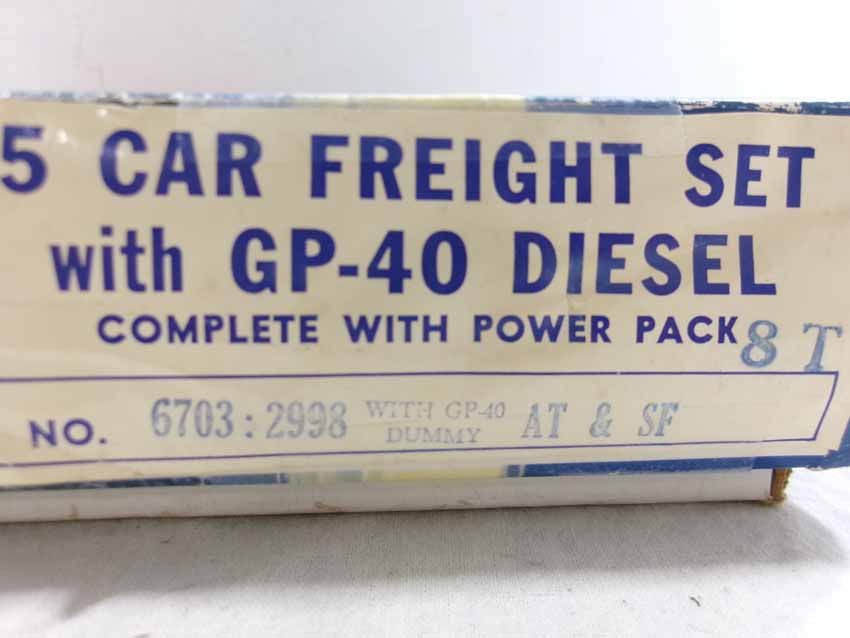 5 CAR FREIGHT SET
with GP-40 DIESEL
COMPLETE WITH POWER PACK 8 T
NO. 6703:2998 WITH GP-40 DUMMY AT & SF